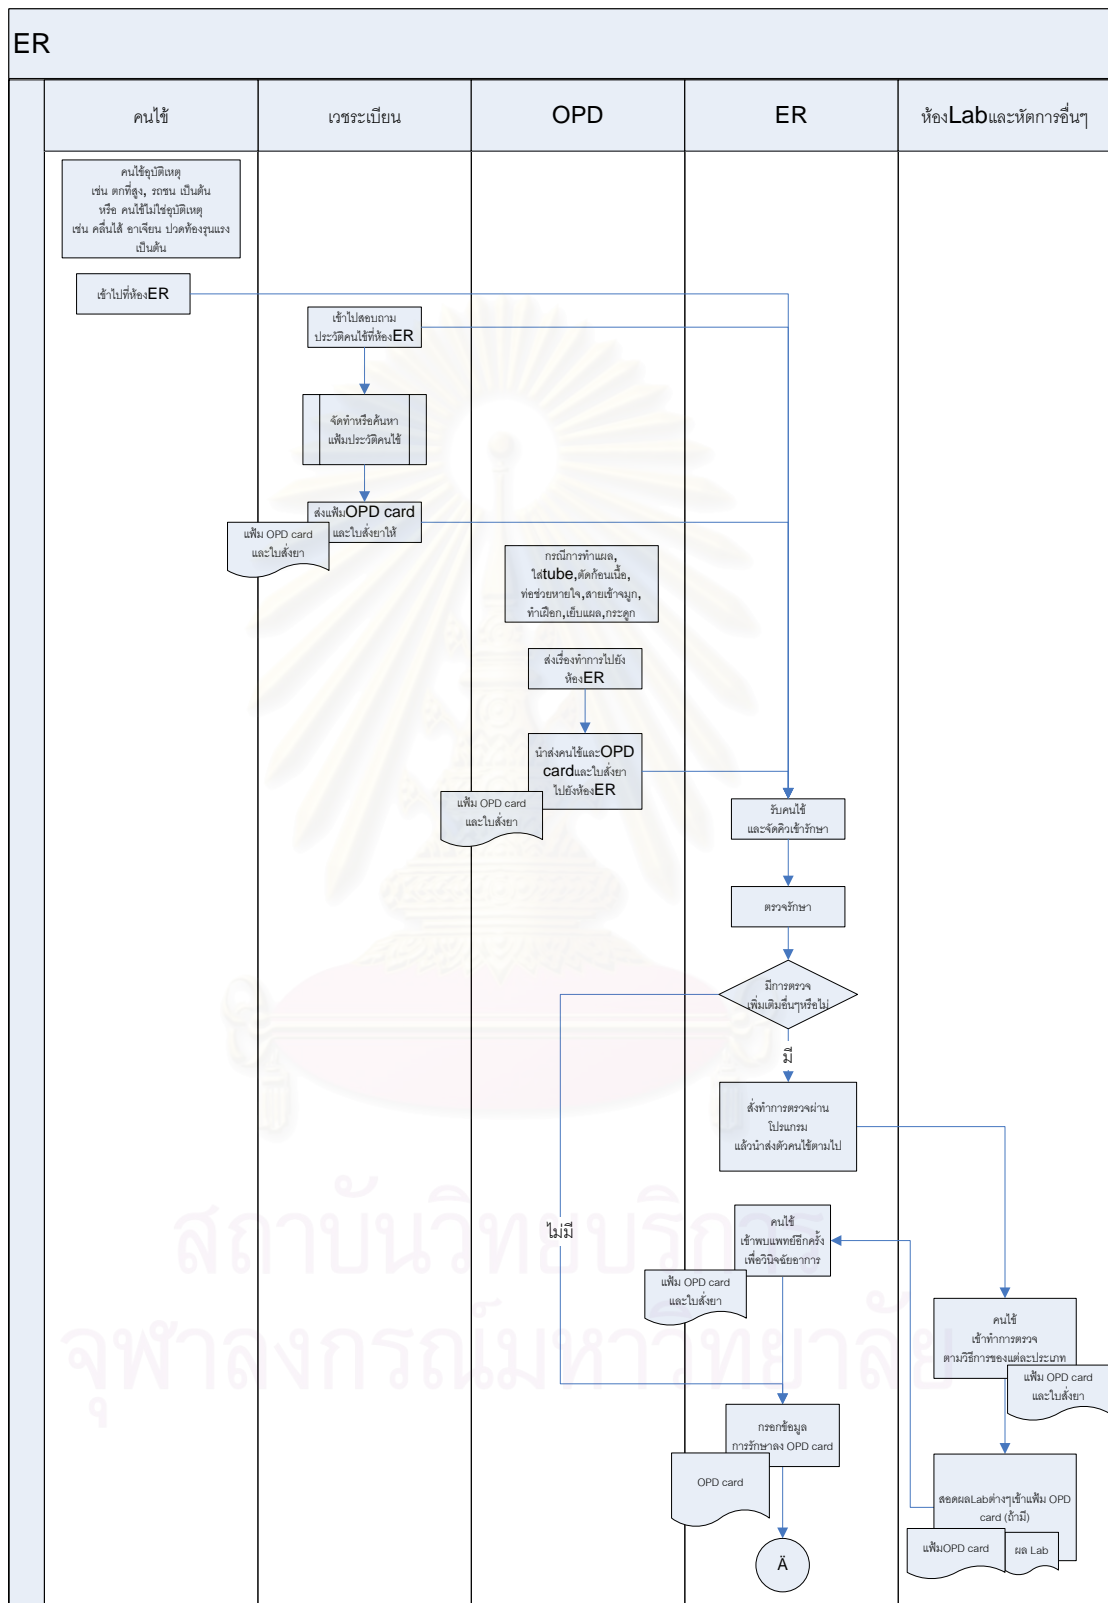 ER
คนไข้
เวชระเบียน
OPD
ER
ห้องLabและหัตการอื่นๆ
คนไข้อุบัติเหตุ
เช่น ตกที่สูง, รถชน เป็นต้น
หรือ คนไข้ไม่ใช่อุบัติเหตุ
เช่น คลื่นไส้ อาเจียน ปวดท้องรุนแรง
เป็นต้น
เข้าไปที่ห้องER
เข้าไปสอบถาม
ประวัติคนไข้ที่ห้องER
จัดทำหรือค้นหา
แฟ้มประวัติคนไข้
ส่งแฟ้มOPD card
และใบสั่งยาให้
แฟ้ม OPD card
และใบสั่งยา
กรณีการทำแผล,
ใส่tube,ตัดก้อนเนื้อ,
ท่อช่วยหายใจ,สายเข้าจมูก,
ทำเฝือก,เย็บแผล,กระดูก
ส่งเรื่องทำการไปยัง
ห้องER
นำส่งคนไข้และOPD
cardและใบสั่งยา
ไปยังห้องER
แฟ้ม OPD card
และใบสั่งยา
รับคนไข้
และจัดคิวเข้ารักษา
ตรวจรักษา
มีการตรวจ
เพิ่มเติมอื่นๆหรือไม่
มี
สั่งทำการตรวจผ่าน
โปรแกรม
แล้วนำส่งตัวคนไข้ตามไป
ไม่มี
คนไข้
เข้าพบแพทย์อีกครั้ง
เพื่อวินิจฉัยอาการ
แฟ้ม OPD card
และใบสั่งยา
คนไข้
เข้าทำการตรวจ
ตามวิธีการของแต่ละประเภท
แฟ้ม OPD card
และใบสั่งยา
กรอกข้อมูล
การรักษาลง OPD card
OPD card
สอดผลLabต่างๆเข้าแฟ้ม OPD
card (ถ้ามี)
แฟ้มOPD card
ผล Lab
Ä
สถาบันวิทยบริการ
จุฬาลงกรณ์มหาวิทยาลัย